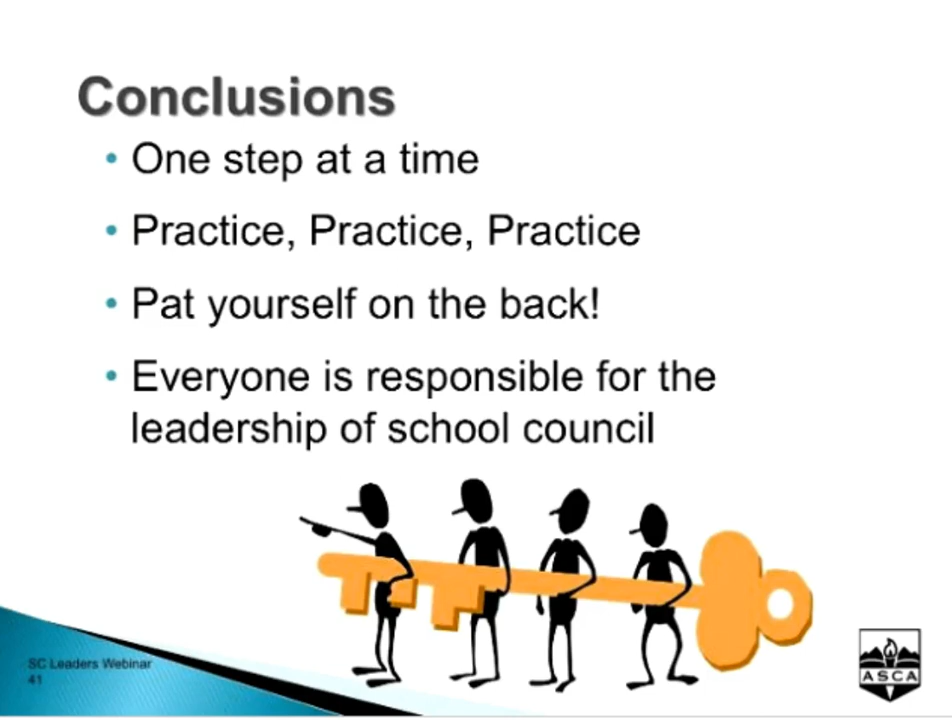 Conclusions
• One step at a time
• Practice, Practice, Practice
• Pat yourself on the back!
• Everyone is responsible for the
leadership of school council
SC Leaders Webinar
41
ASCA